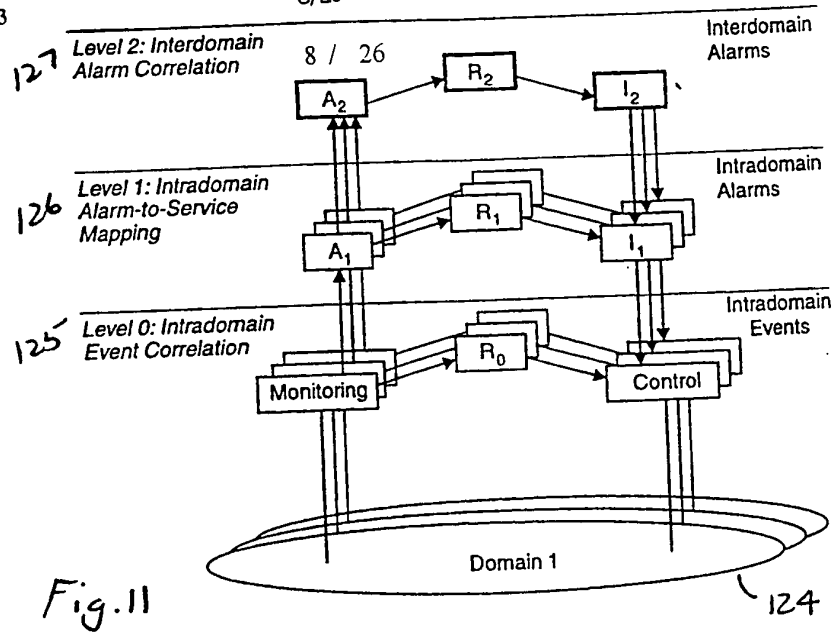 127
Level 2: Interdomain
Alarm Correlation
8 / 26
Interdomain
Alarms
A2
R2
I2
126
Level 1: Intradomain
Alarm-to-Service
Mapping
Intradomain
Alarms
A1
R1
I1
125
Level 0: Intradomain
Event Correlation
Intradomain
Events
Monitoring
R0
Control
Domain 1
124
Fig.11